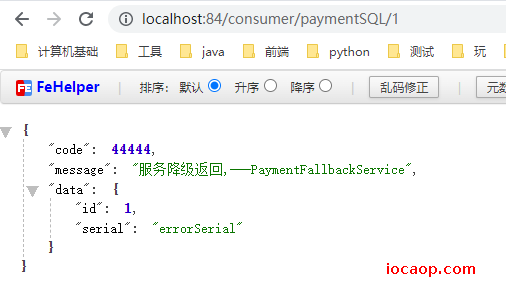 localhost:84/consumer/paymentSQL/1
计算机基础 工具 java 前端 python 测试 玩
FeHelper 排序: 默认 升序 降序 乱码修正 元数
{
"code": 44444,
"message": "服务降级返回,---PaymentFallbackService",
"data": {
"id": 1,
"serial": "errorSerial"
}
}
iocaop.com